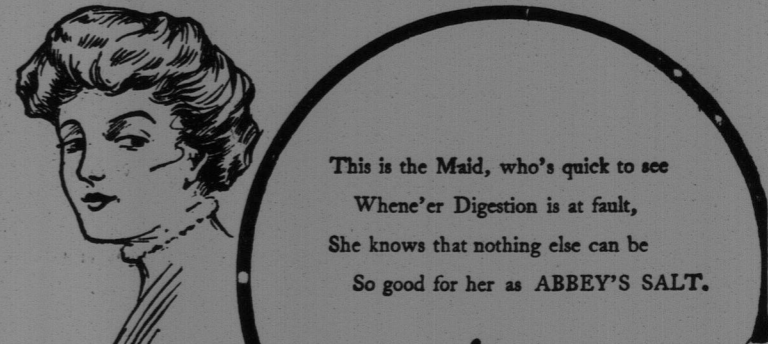 This is the Maid, who's quick to see
Whene'er Digestion is at fault,
She knows that nothing else can be
So good for her as ABBEY'S SALT.